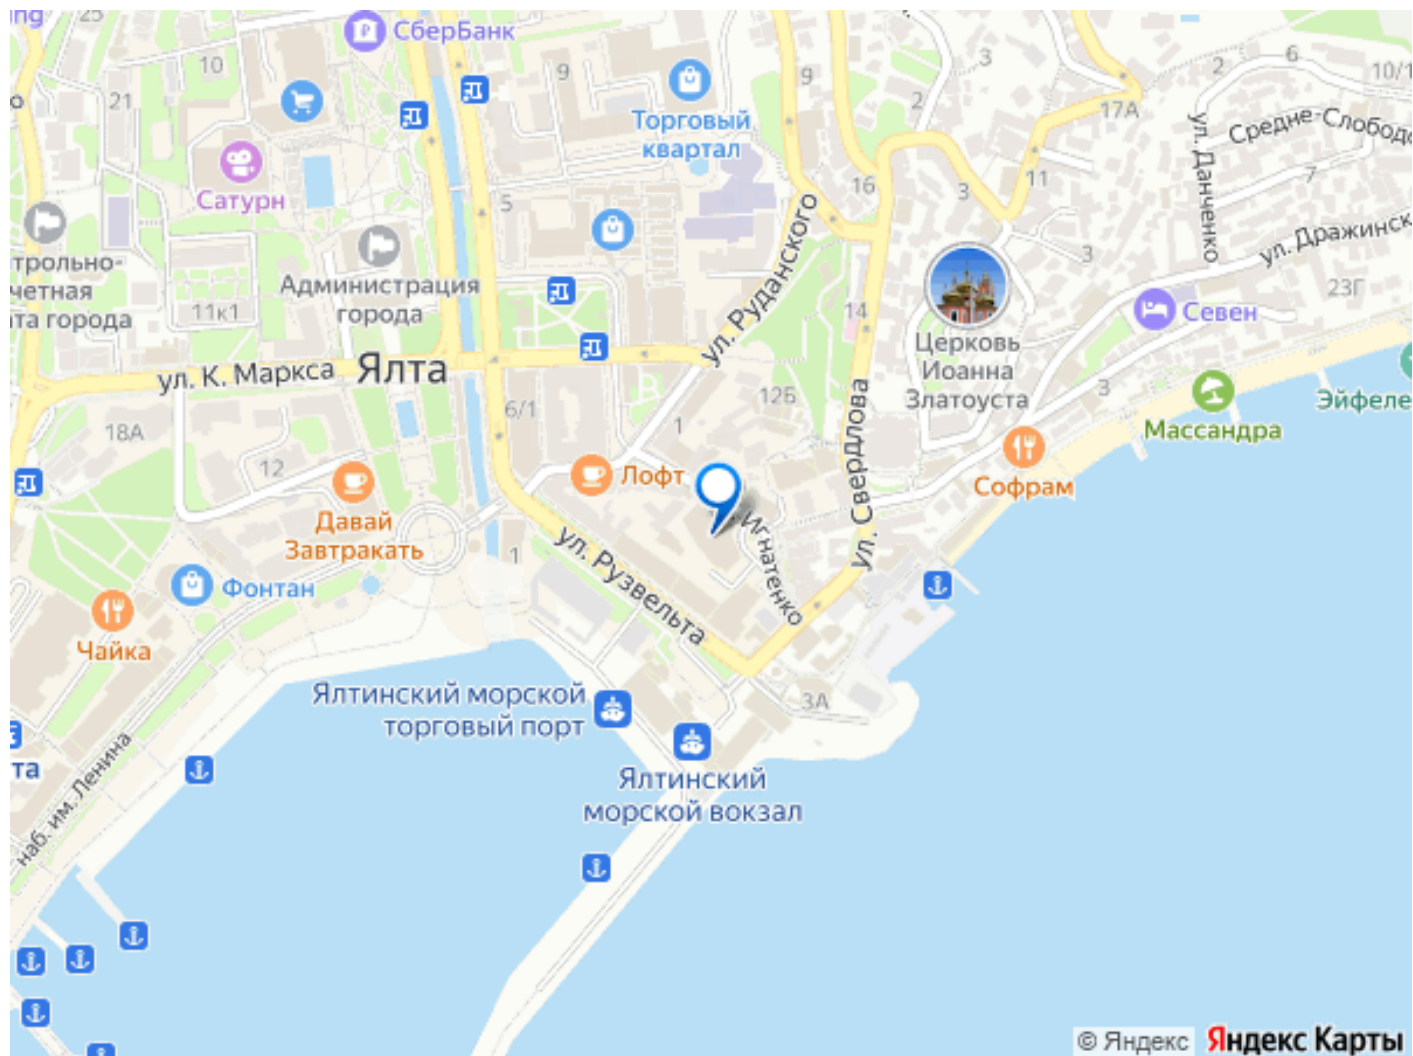 25
СберБанк
10
21
9
9
3
2
6
2
10/1
17А
Торговый
квартал
ул. Данченко
Средне-Слободс
Сатурн
5
16
3
11
7
3
ул. Руданского
ул. Дражинск
трольно-
четная
та города
Администрация
города
11к1
14
23Г
Севен
Церковь
Иоанна
Златоуста
ул. К. Маркса
Ялта
12Б
6/1
1
3
Эйфеле
Массандра
18А
12
Лофт
ул. Свердлова
Софрам
Давай
Завтракать
1
ул. Рузвельта
Игнатенко
Фонтан
Чайка
3А
Ялтинский морской
торговый порт
Ялтинский
морской вокзал
та
наб. им. Ленина
© Яндекс Яндекс Карты